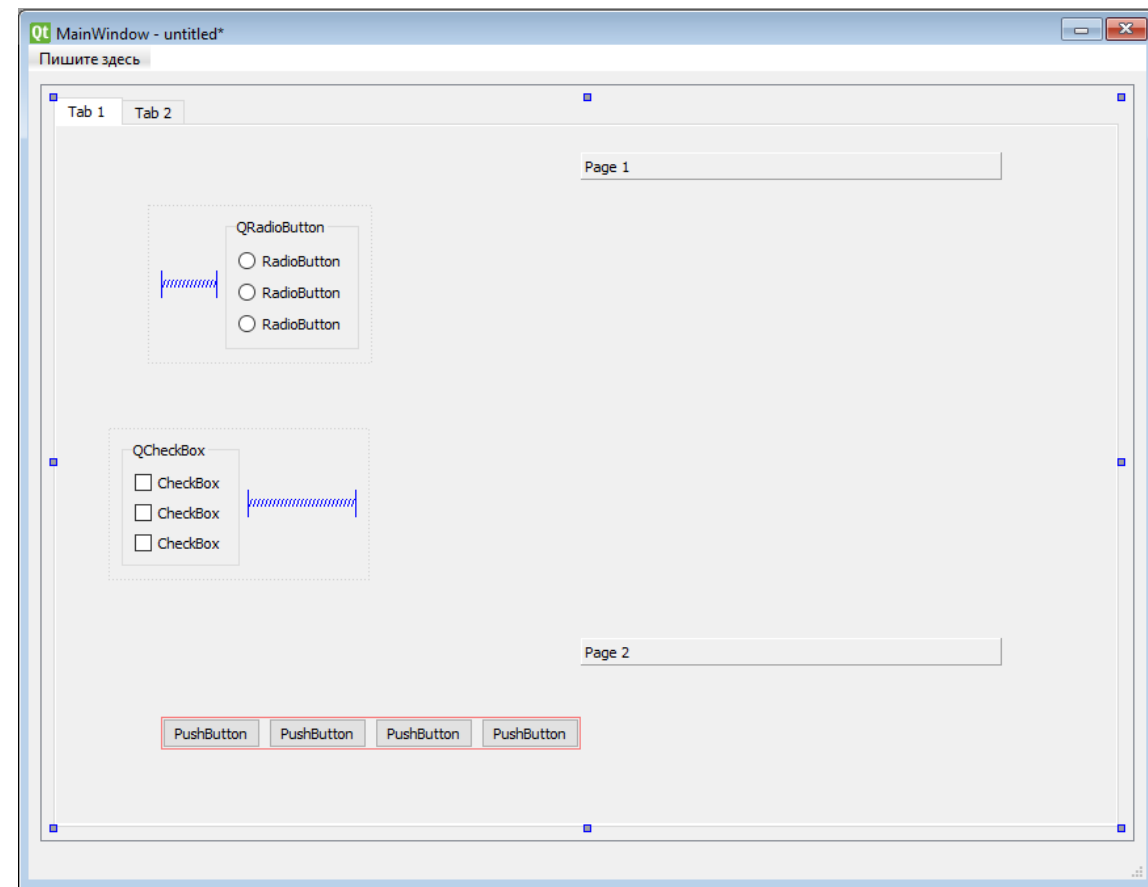 Qt MainWindow - untitled*
Пишите здесь
Tab 1 Tab 2
Page 1
QRadioButton
RadioButton
RadioButton
RadioButton
QCheckBox
CheckBox
CheckBox
CheckBox
Page 2
PushButton PushButton PushButton PushButton